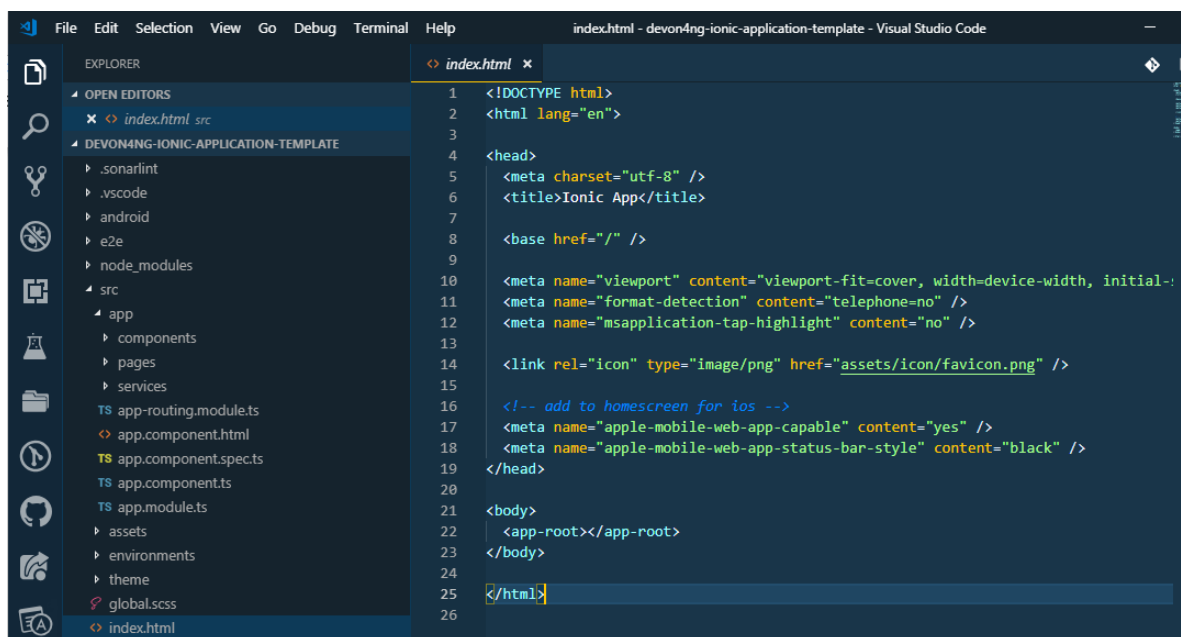 File Edit Selection View Go Debug Terminal Help index.html - devon4ng-ionic-application-template - Visual Studio Code
EXPLORER
OPEN EDITORS
index.html src
DEVON4NG-IONIC-APPLICATION-TEMPLATE
.sonarlint
.vscode
android
e2e
node_modules
src
app
components
pages
services
TS app-routing.module.ts
<> app.component.html
TS app.component.spec.ts
TS app.component.ts
TS app.module.ts
assets
environments
theme
global.scss
<> index.html
<> index.html ×
1 <!DOCTYPE html>
2 <html lang="en">
3
4 <head>
5 <meta charset="utf-8" />
6 <title>Ionic App</title>
7
8 <base href="/" />
9
10 <meta name="viewport" content="viewport-fit=cover, width=device-width, initial-s
11 <meta name="format-detection" content="telephone=no" />
12 <meta name="msapplication-tap-highlight" content="no" />
13
14 <link rel="icon" type="image/png" href="assets/icon/favicon.png" />
15
16 <!-- add to homescreen for ios -->
17 <meta name="apple-mobile-web-app-capable" content="yes" />
18 <meta name="apple-mobile-web-app-status-bar-style" content="black" />
19 </head>
20
21 <body>
22 <app-root></app-root>
23 </body>
24
25 </html>
26